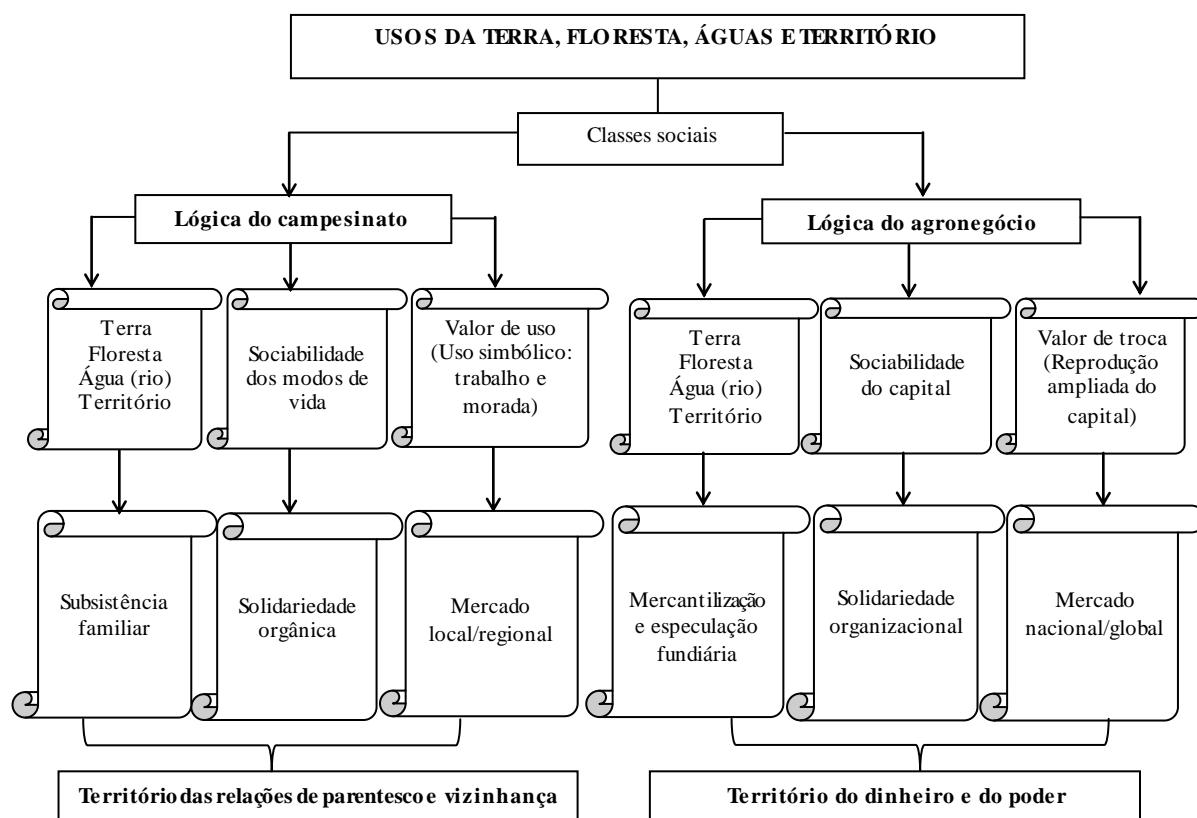 USOS DA TERRA, FLORESTA, ÁGUAS E TERRITÓRIO
Classes sociais
Lógica do campesinato
Lógica do agronegócio
Terra
Floresta
Água (rio)
Território
Sociabilidade
dos modos de
vida
Valor de uso
(Uso simbólico:
trabalho e
morada)
Terra
Floresta
Água (rio)
Território
Sociabilidade
do capital
Valor de troca
(Reprodução
ampliada do
capital)
Subsistência
familiar
Solidariedade
orgânica
Mercado
local/regional
Mercantilização
e especulação
fundiária
Solidariedade
organizacional
Mercado
nacional/global
Território das relações de parentesco e vizinhança
Território do dinheiro e do poder